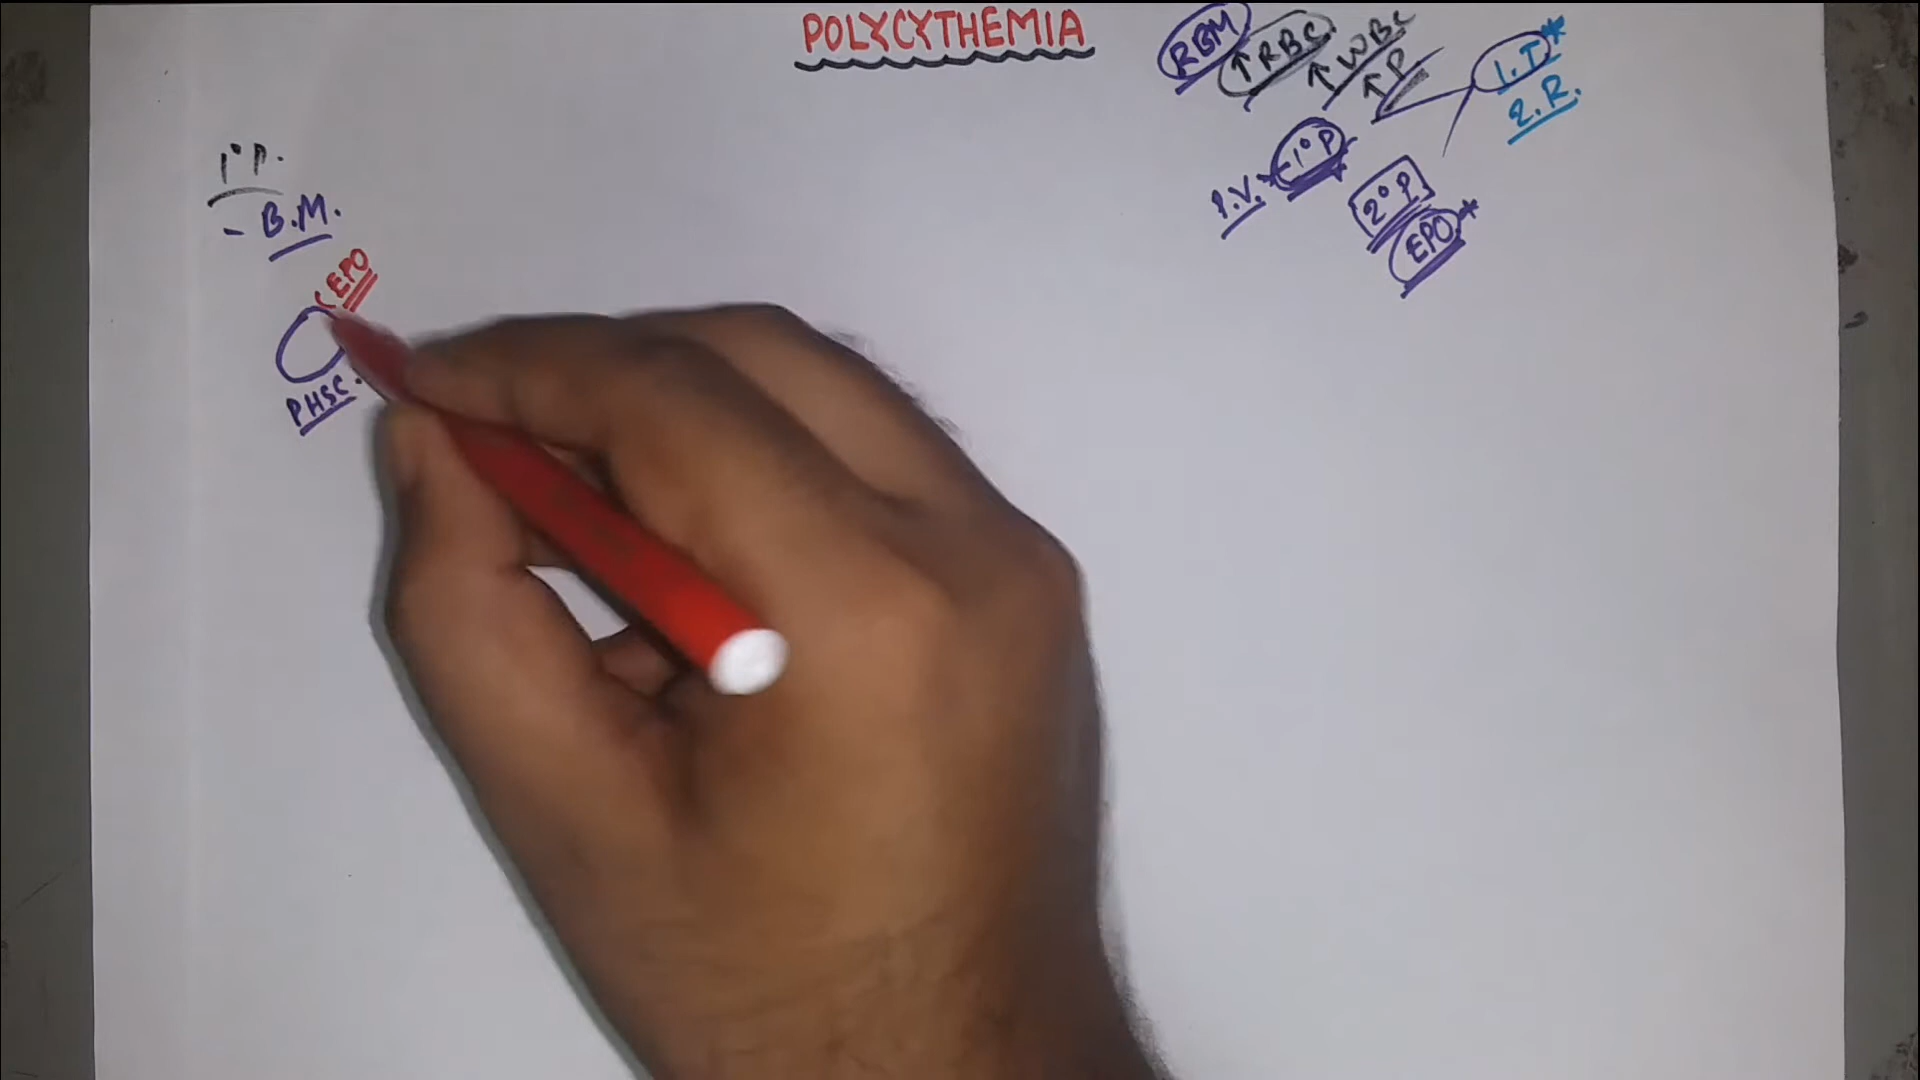 POLYCYTHEMIA
RBM
↑RBC
↑WBC
↑P
1. T*
2. R.
P.V.
1° P
2° P
EPO*
1° P.
- B.M.
EPO
PHSC.